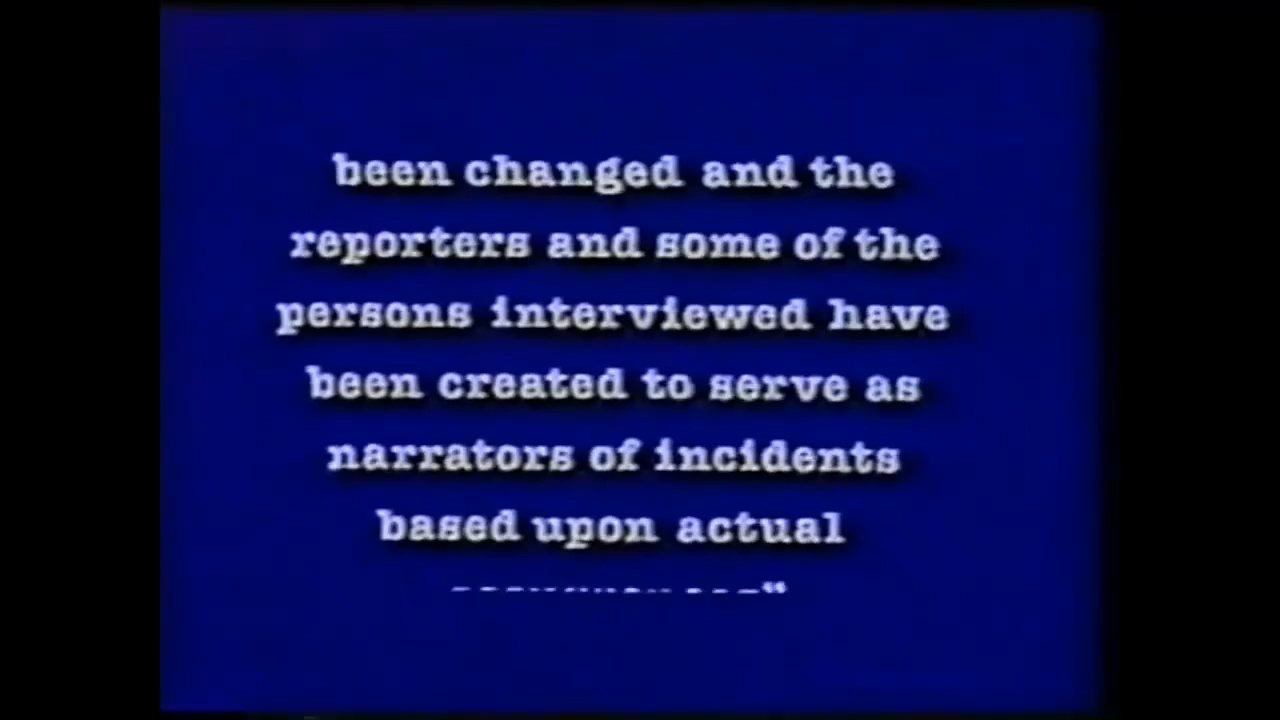 been changed and the
reporters and some of the
persons interviewed have
been created to serve as
narrators of incidents
based upon actual